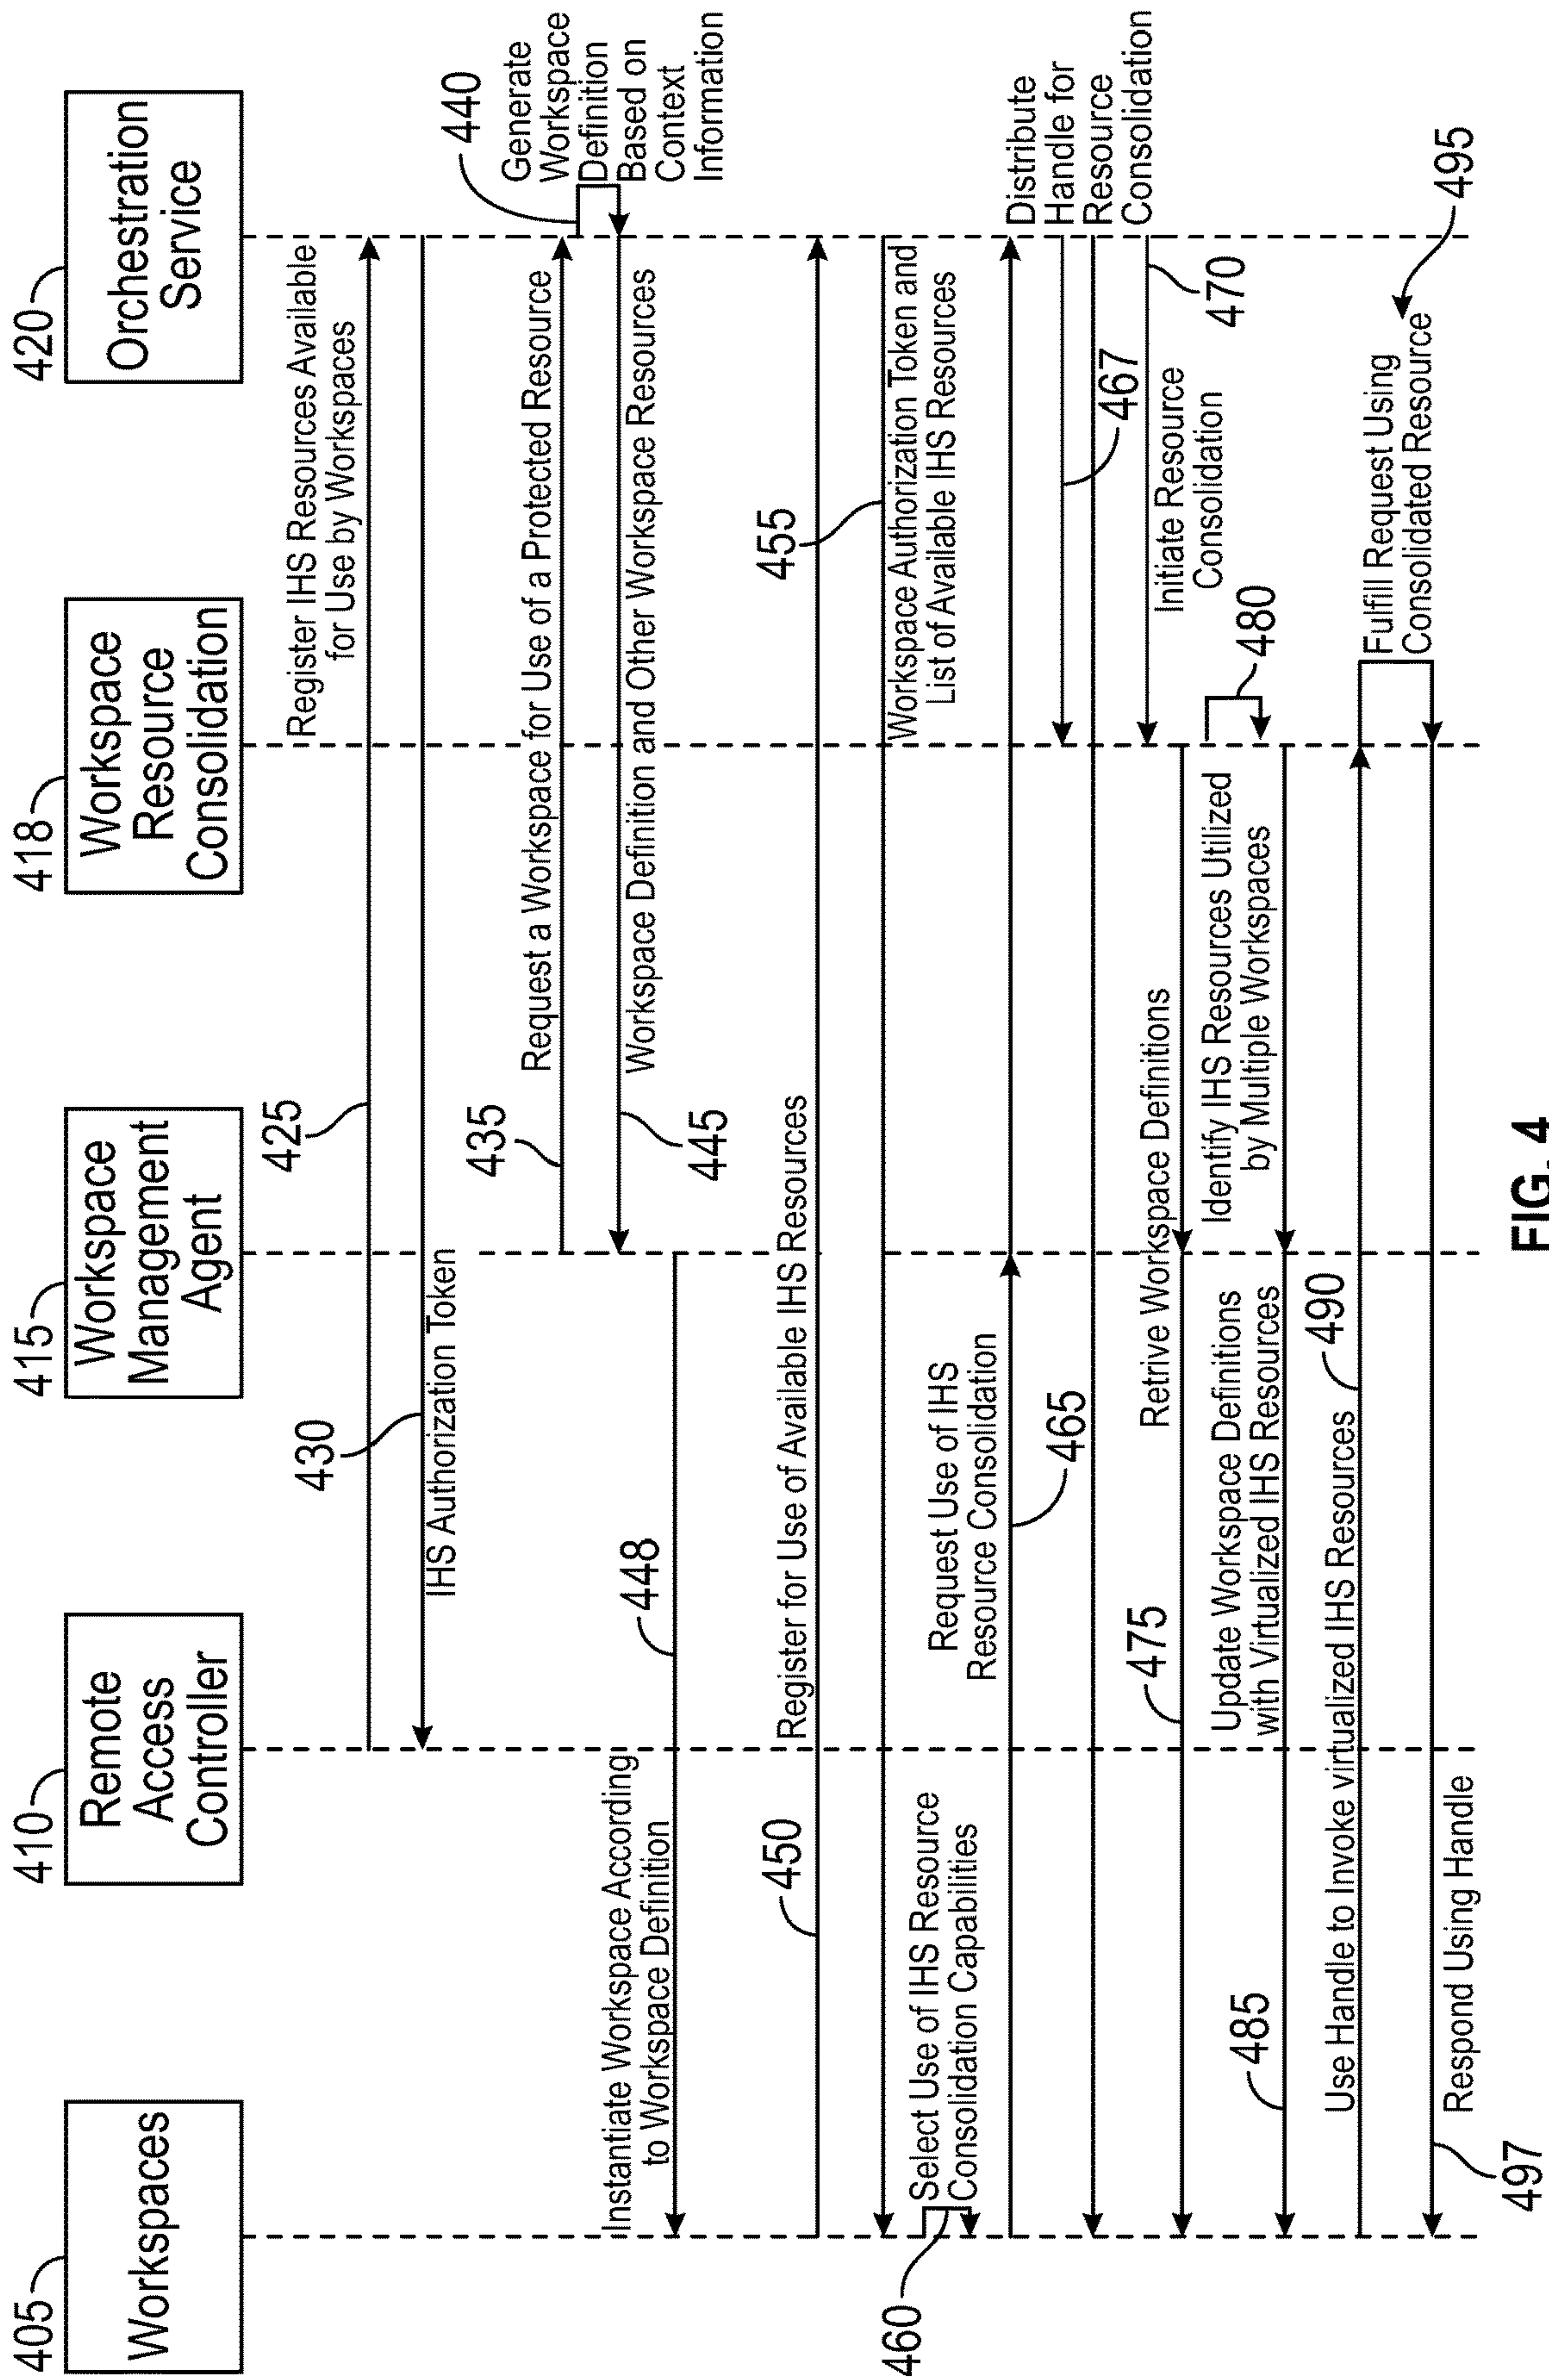 405
Workspaces
410
Remote
Access
Controller
415
Workspace
Management
Agent
418
Workspace
Resource
Consolidation
420
Orchestration
Service
Register IHS Resources Available
for Use by Workspaces
425
430
IHS Authorization Token
435
Request a Workspace for Use of a Protected Resource
440
Generate
Workspace
Definition
Based on
Context
Information
Workspace Definition and Other Workspace Resources
445
Instantiate Workspace According
to Workspace Definition
448
450
Register for Use of Available IHS Resources
455
Workspace Authorization Token and
List of Available IHS Resources
460
Select Use of IHS Resource
Consolidation Capabilities
Request Use of IHS
Resource Consolidation
465
Distribute
Handle for
Resource
Consolidation
467
470
Initiate Resource
Consolidation
475
Retrive Workspace Definitions
480
Identify IHS Resources Utilized
by Multiple Workspaces
485
Update Workspace Definitions
with Virtualized IHS Resources
490
Use Handle to Invoke virtualized IHS Resources
Fulfill Request Using
Consolidated Resource
495
497
Respond Using Handle
FIG. 4